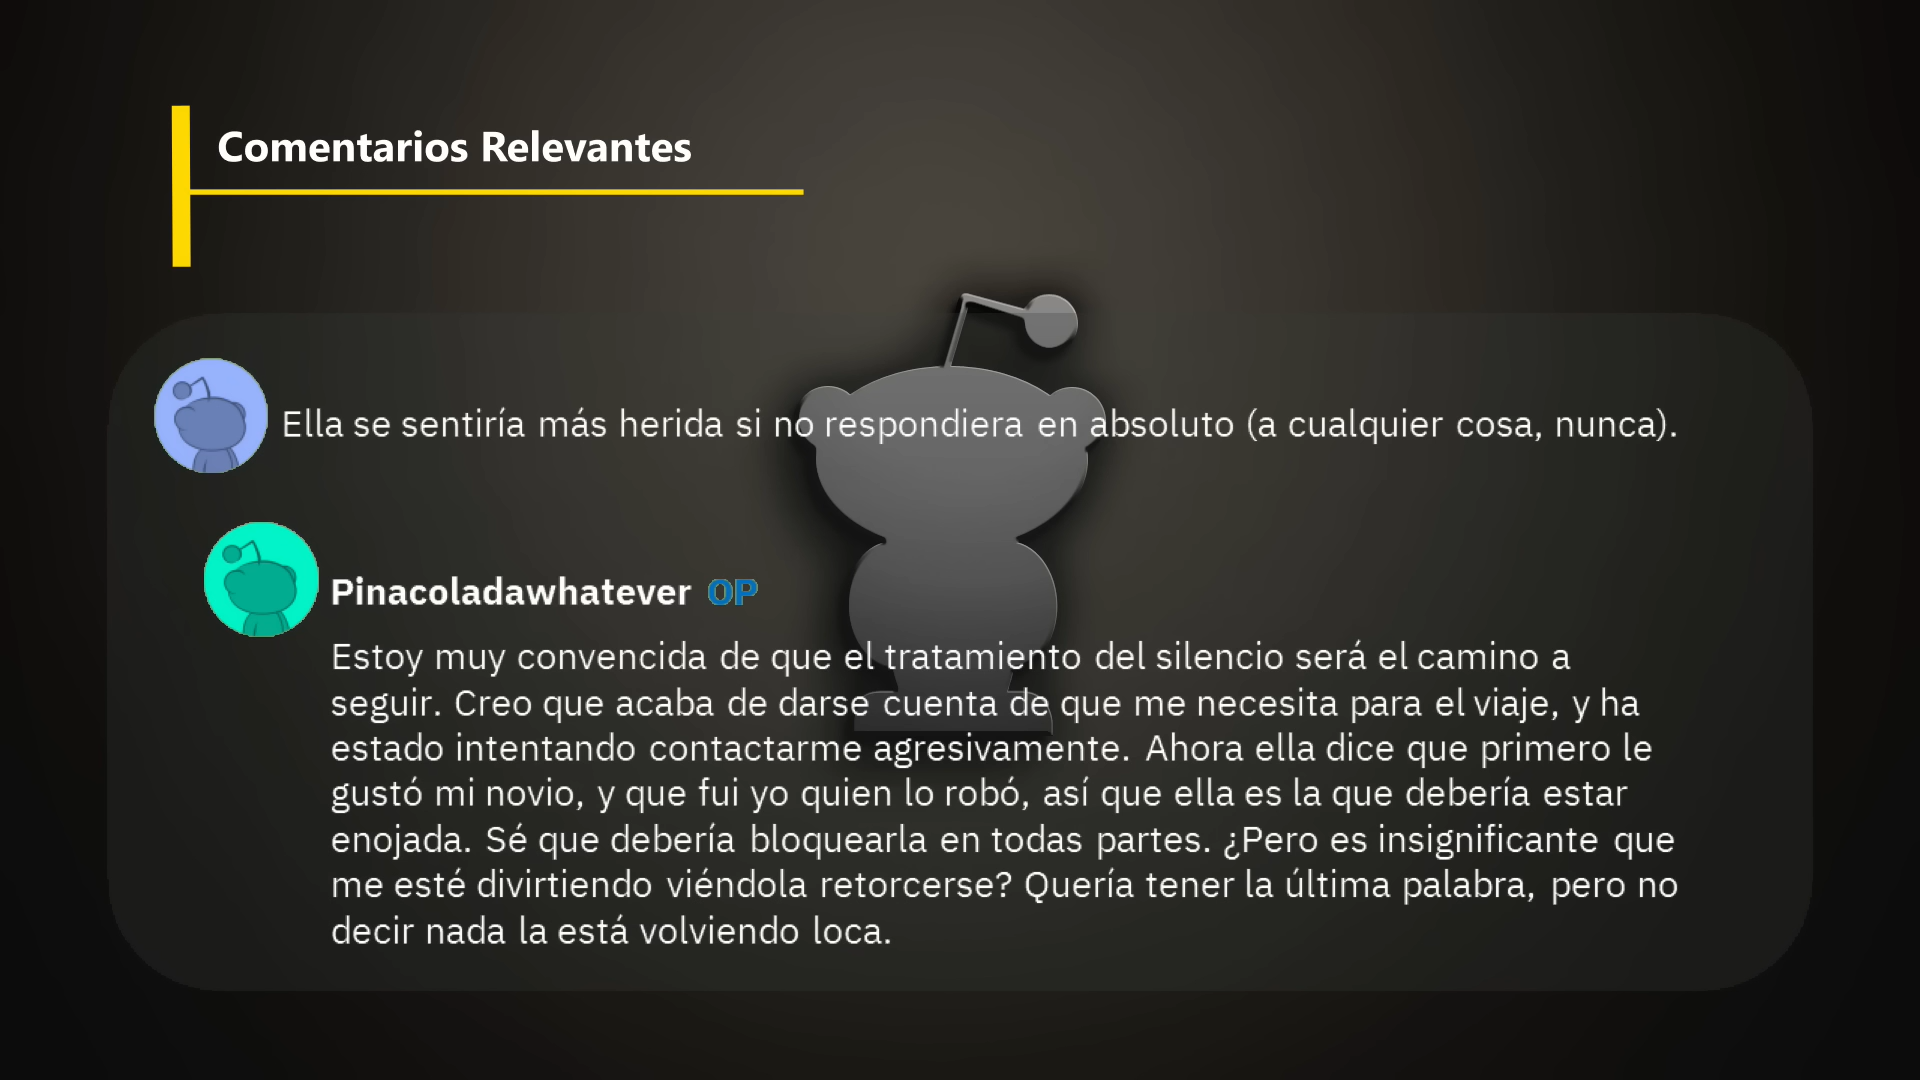 Comentarios Relevantes
Ella se sentiría más herida si no respondiera en absoluto (a cualquier cosa, nunca).
Pinacoladawhatever OP
Estoy muy convencida de que el tratamiento del silencio será el camino a
seguir. Creo que acaba de darse cuenta de que me necesita para el viaje, y ha
estado intentando contactarme agresivamente. Ahora ella dice que primero le
gustó mi novio, y que fui yo quien lo robó, así que ella es la que debería estar
enojada. Sé que debería bloquearla en todas partes. ¿Pero es insignificante que
me esté divirtiendo viéndola retorcerse? Quería tener la última palabra, pero no
decir nada la está volviendo loca.